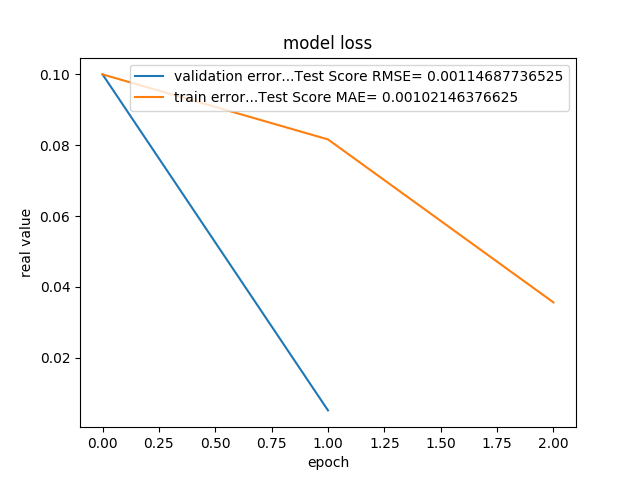 model loss
validation error...Test Score RMSE= 0.00114687736525
train error...Test Score MAE= 0.00102146376625
0.10
0.08
0.06
0.04
0.02
real value
0.00 0.25 0.50 0.75 1.00 1.25 1.50 1.75 2.00
epoch